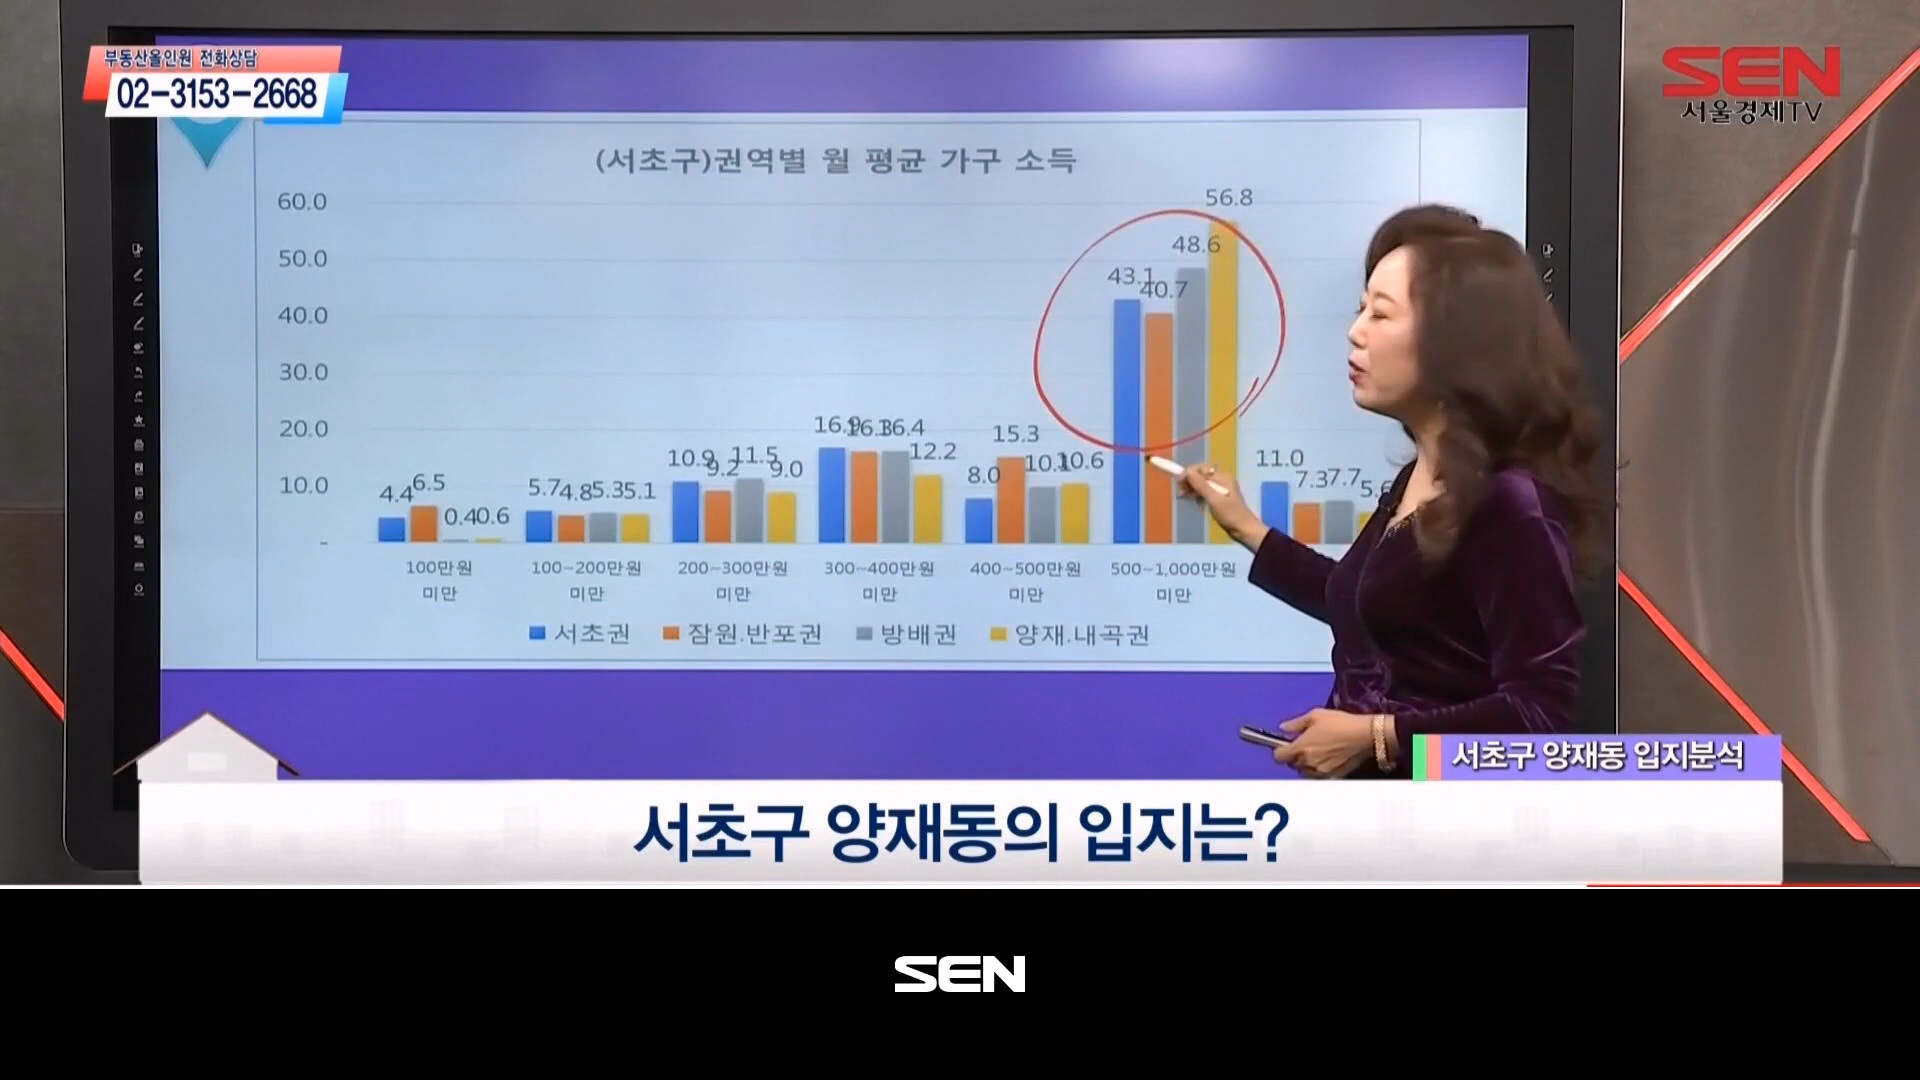 부동산올인원 전화상담
02-3153-2668
SEN
서울경제TV
(서초구)권역별 월 평균 가구 소득
60.0
50.0
40.0
30.0
20.0
10.0
-
4.4 6.5 0.4 0.6
5.7 4.8 5.3 5.1
10.9 9.2 11.5 9.0
16.9 16.3 16.4 12.2
8.0 15.3 10.1 10.6
43.1 40.7 48.6 56.8
11.0 7.3 7.7 5.6
100만원 미만
100~200만원 미만
200~300만원 미만
300~400만원 미만
400~500만원 미만
500~1,000만원 미만
서초권 잠원.반포권 방배권 양재.내곡권
서초구 양재동 입지분석
서초구 양재동의 입지는?
SEN